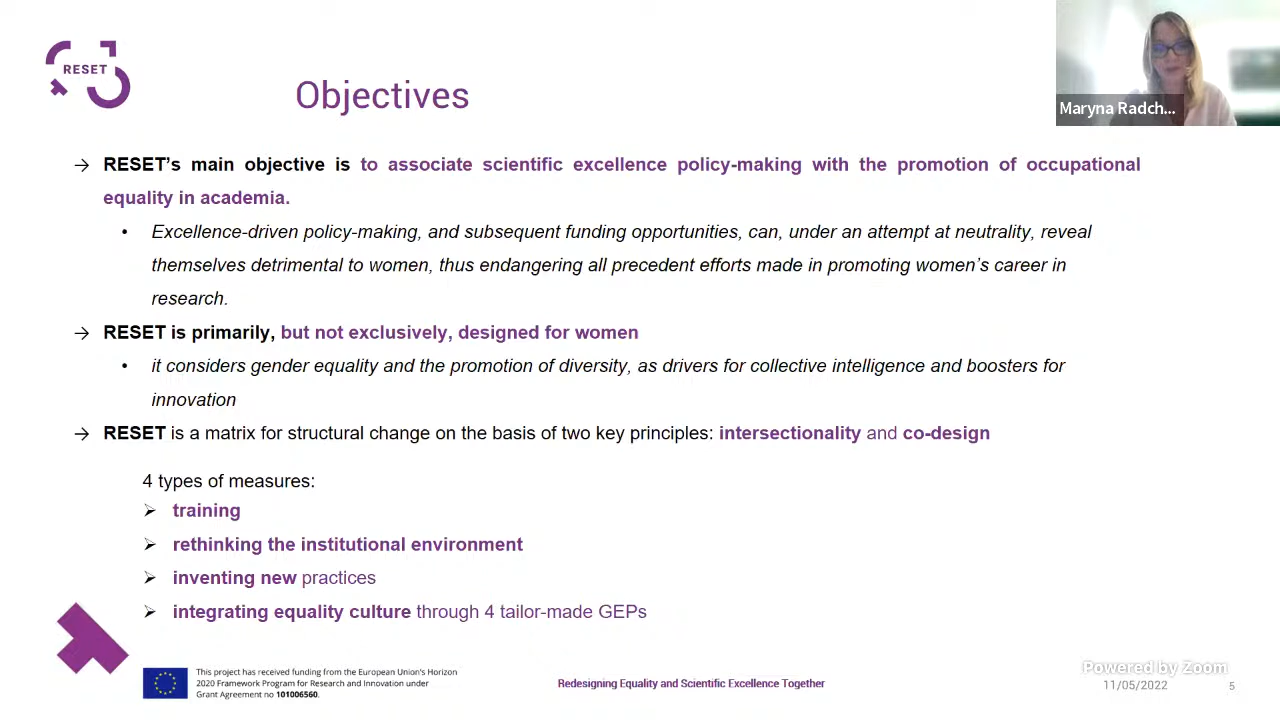 RESET
Objectives
Maryna Radch...
→ RESET’s main objective is to associate scientific excellence policy-making with the promotion of occupational
equality in academia.
• Excellence-driven policy-making, and subsequent funding opportunities, can, under an attempt at neutrality, reveal
themselves detrimental to women, thus endangering all precedent efforts made in promoting women’s career in
research.
→ RESET is primarily, but not exclusively, designed for women
• it considers gender equality and the promotion of diversity, as drivers for collective intelligence and boosters for
innovation
→ RESET is a matrix for structural change on the basis of two key principles: intersectionality and co-design
4 types of measures:
➢ training
➢ rethinking the institutional environment
➢ inventing new practices
➢ integrating equality culture through 4 tailor-made GEPs
This project has received funding from the European Union's Horizon
2020 Framework Program for Research and Innovation under
Grant Agreement no 101006560.
Redesigning Equality and Scientific Excellence Together
Powered by Zoom
11/05/2022
5